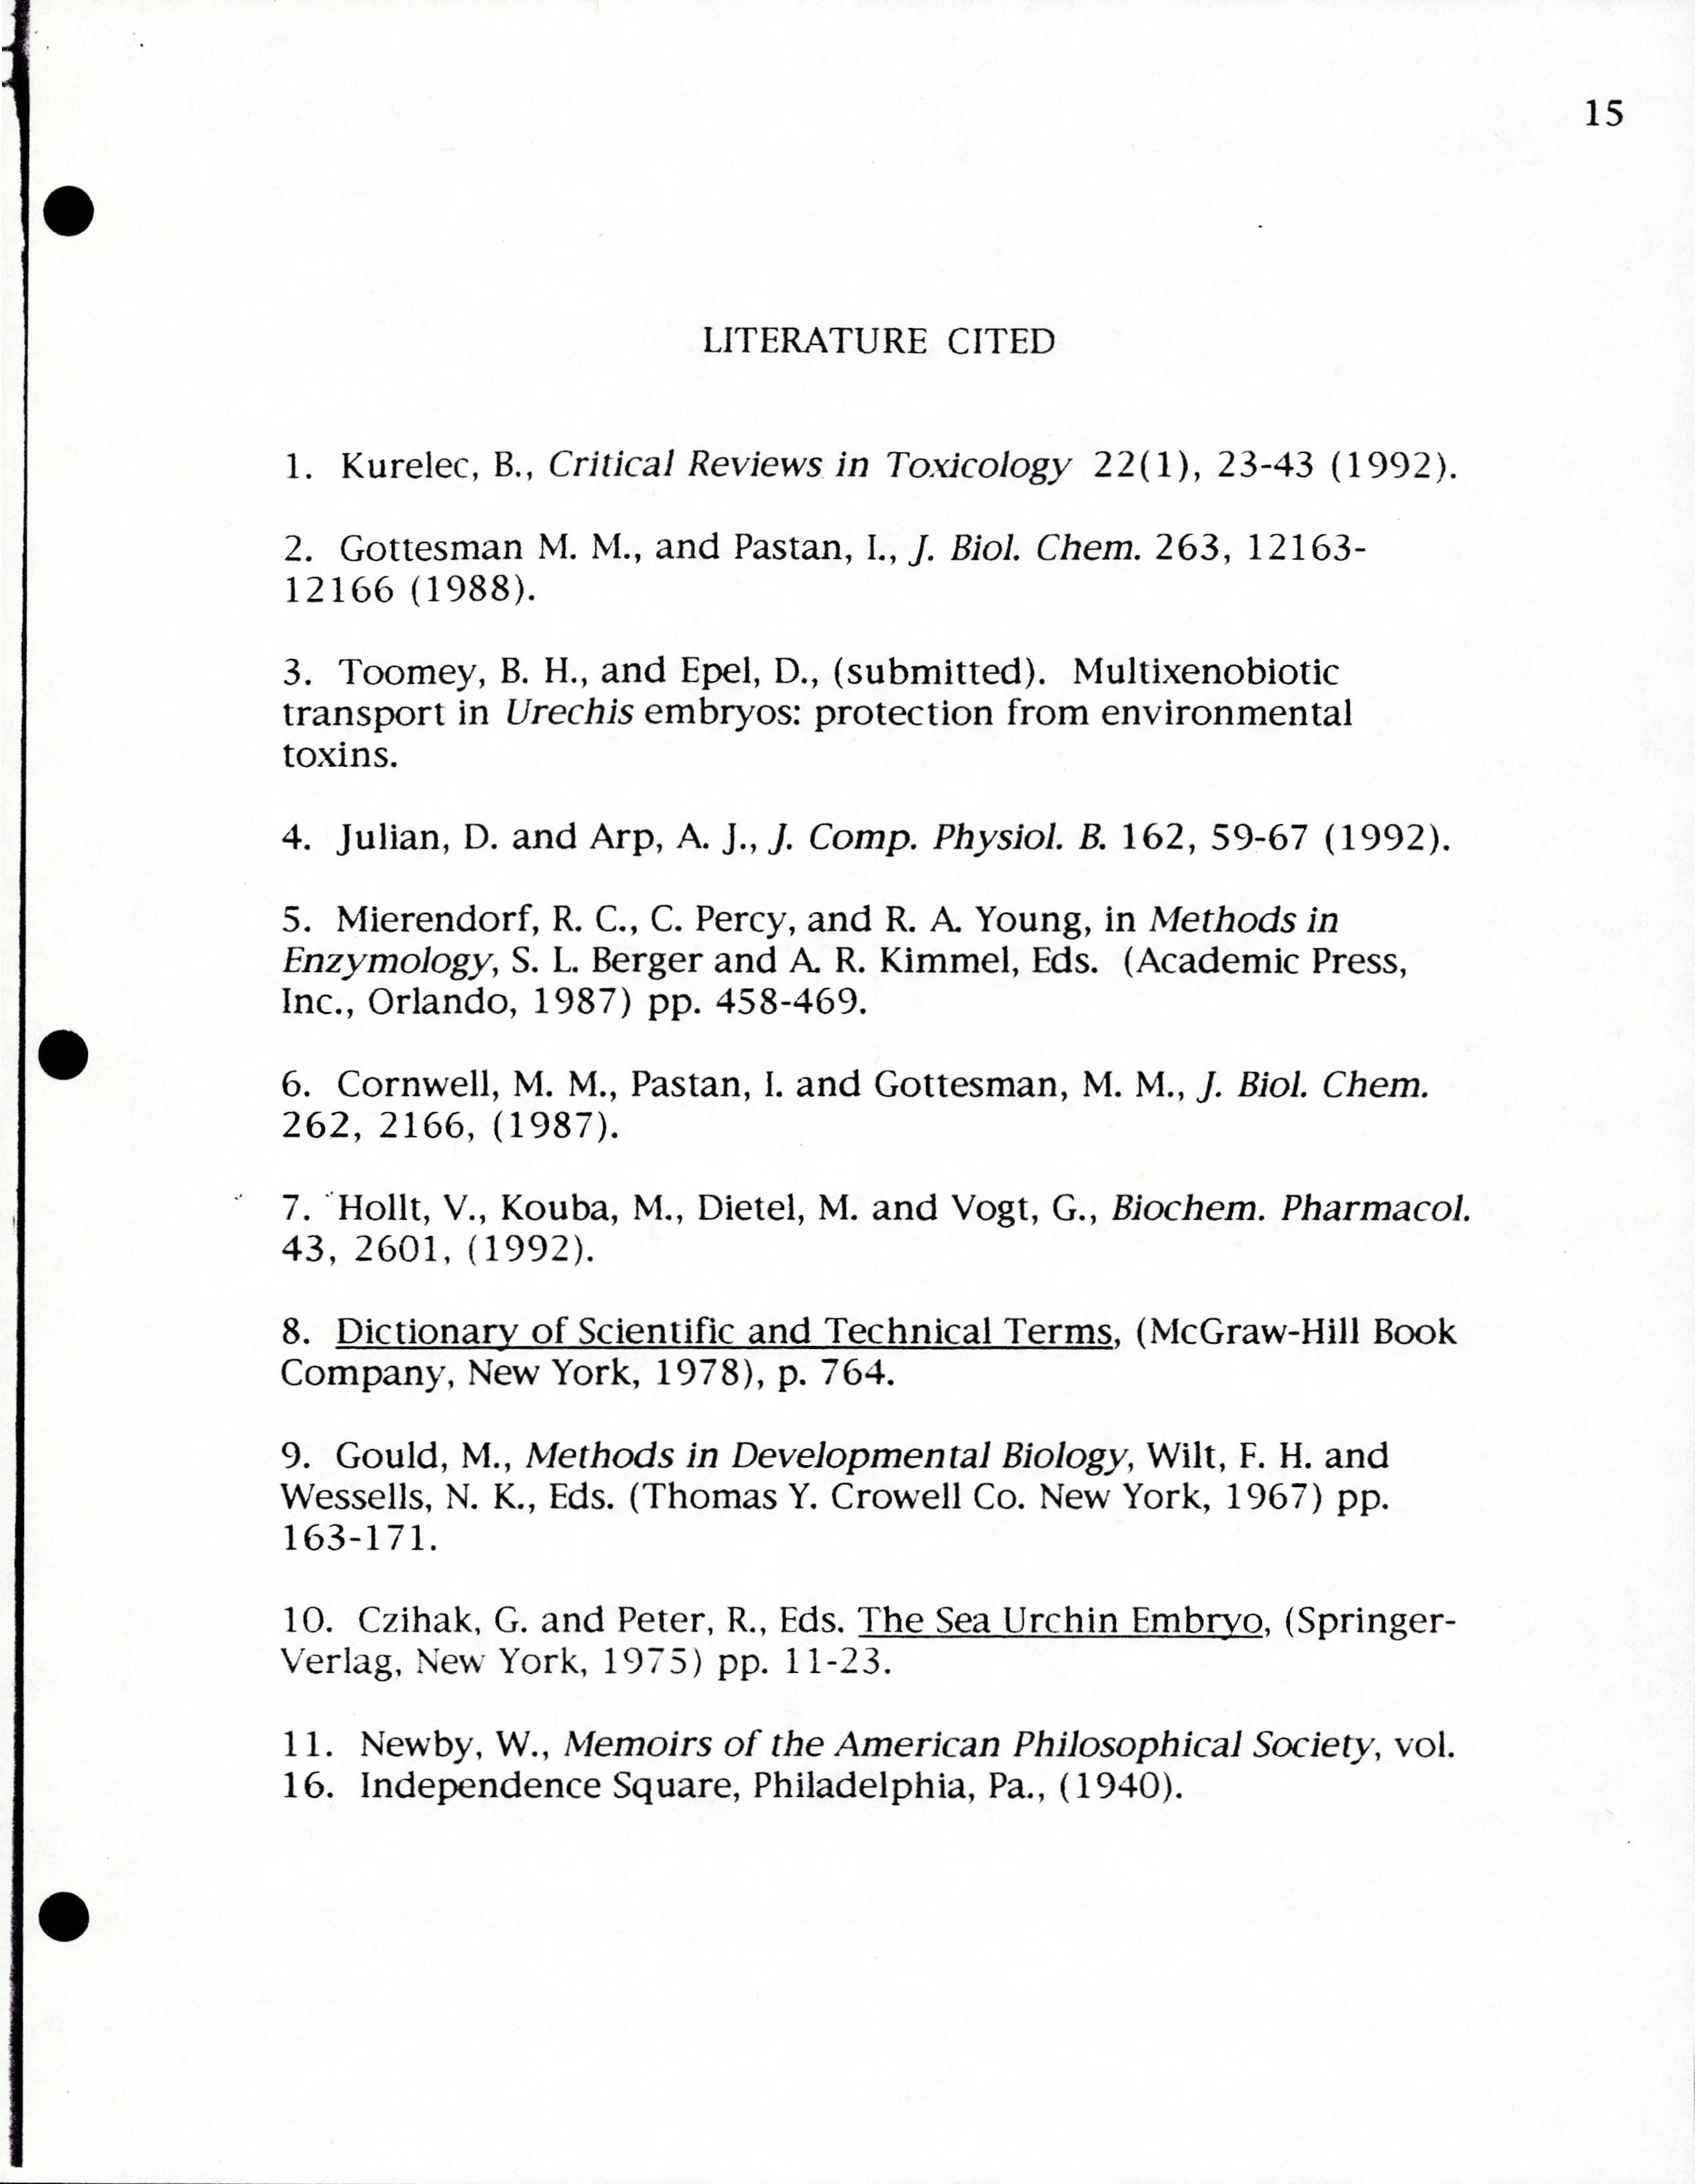 15
LITERATURE CITED
1. Kurelec, B., Critical Reviews in Toxicology 22(1), 23-43 (1992).
2. Gottesman M. M., and Pastan, I., J. Biol. Chem. 263, 12163-
12166 (1988).
3. Toomey, B. H., and Epel, D., (submitted). Multixenobiotic
transport in Urechis embryos: protection from environmental
toxins.
4. Julian, D. and Arp, A. J., J. Comp. Physiol. B. 162, 59-67 (1992).
5. Mierendorf, R. C., C. Percy, and R. A. Young, in Methods in
Enzymology, S. L. Berger and A. R. Kimmel, Eds. (Academic Press,
Inc., Orlando, 1987) pp. 458-469.
6. Cornwell, M. M., Pastan, I. and Gottesman, M. M., J. Biol. Chem.
262, 2166, (1987).
7. Hollt, V., Kouba, M., Dietel, M. and Vogt, G., Biochem. Pharmacol.
43, 2601, (1992).
8. Dictionary of Scientific and Technical Terms, (McGraw-Hill Book
Company, New York, 1978), p. 764.
9. Gould, M., Methods in Developmental Biology, Wilt, F. H. and
Wessells, N. K., Eds. (Thomas Y. Crowell Co. New York, 1967) pp.
163-171.
10. Czihak, G. and Peter, R., Eds. The Sea Urchin Embryo, (Springer-
Verlag, New York, 1975) pp. 11-23.
11. Newby, W., Memoirs of the American Philosophical Society, vol.
16. Independence Square, Philadelphia, Pa., (1940).